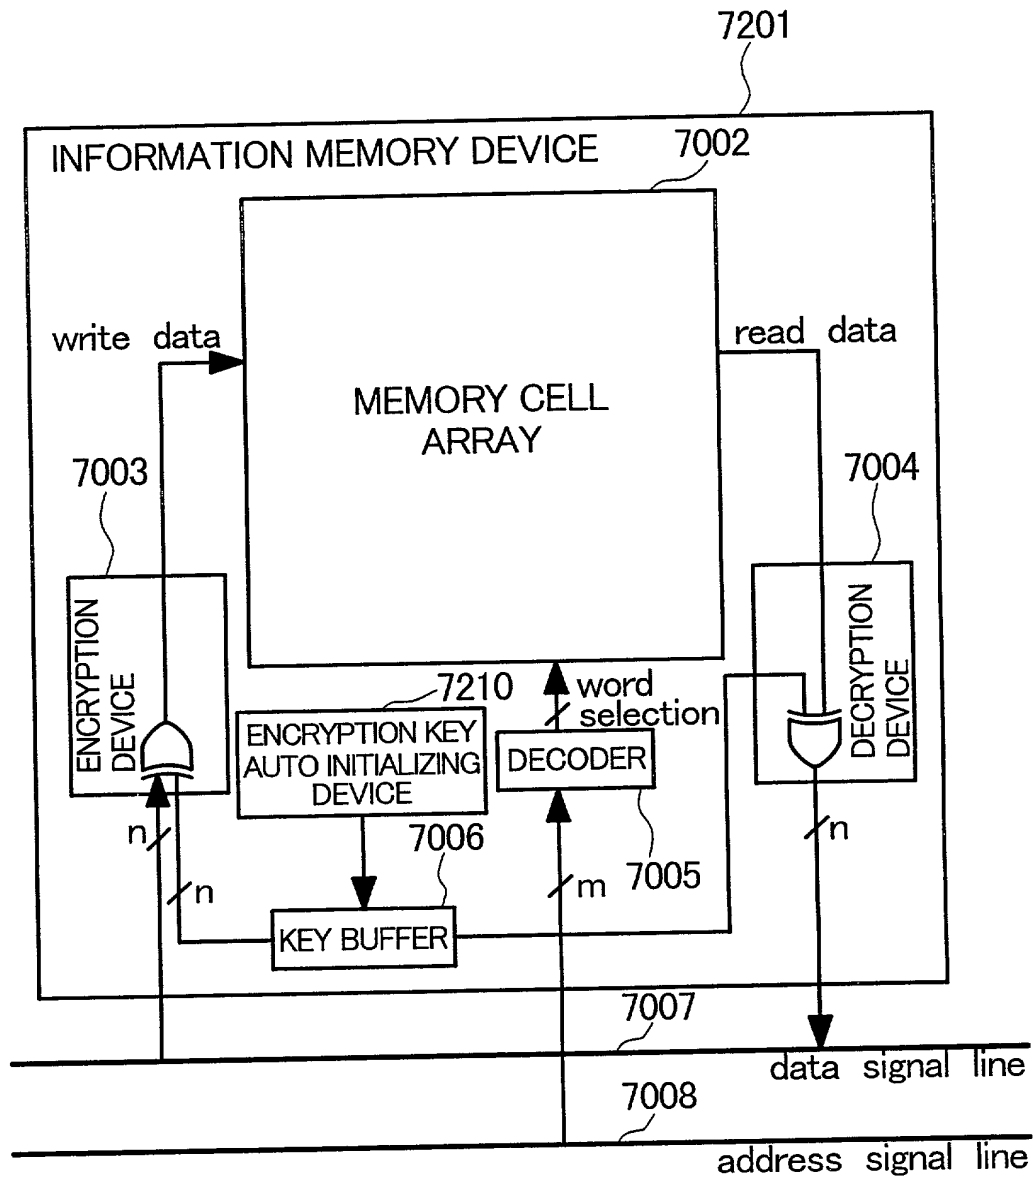 7201
INFORMATION MEMORY DEVICE
7002
write data
read data
MEMORY CELL
ARRAY
7003
7004
ENCRYPTION
DEVICE
DECRYPTION
DEVICE
7210
word
selection
ENCRYPTION KEY
AUTO INITIALIZING
DEVICE
DECODER
n
7006
7005
n
n
m
KEY BUFFER
7007
data signal line
7008
address signal line